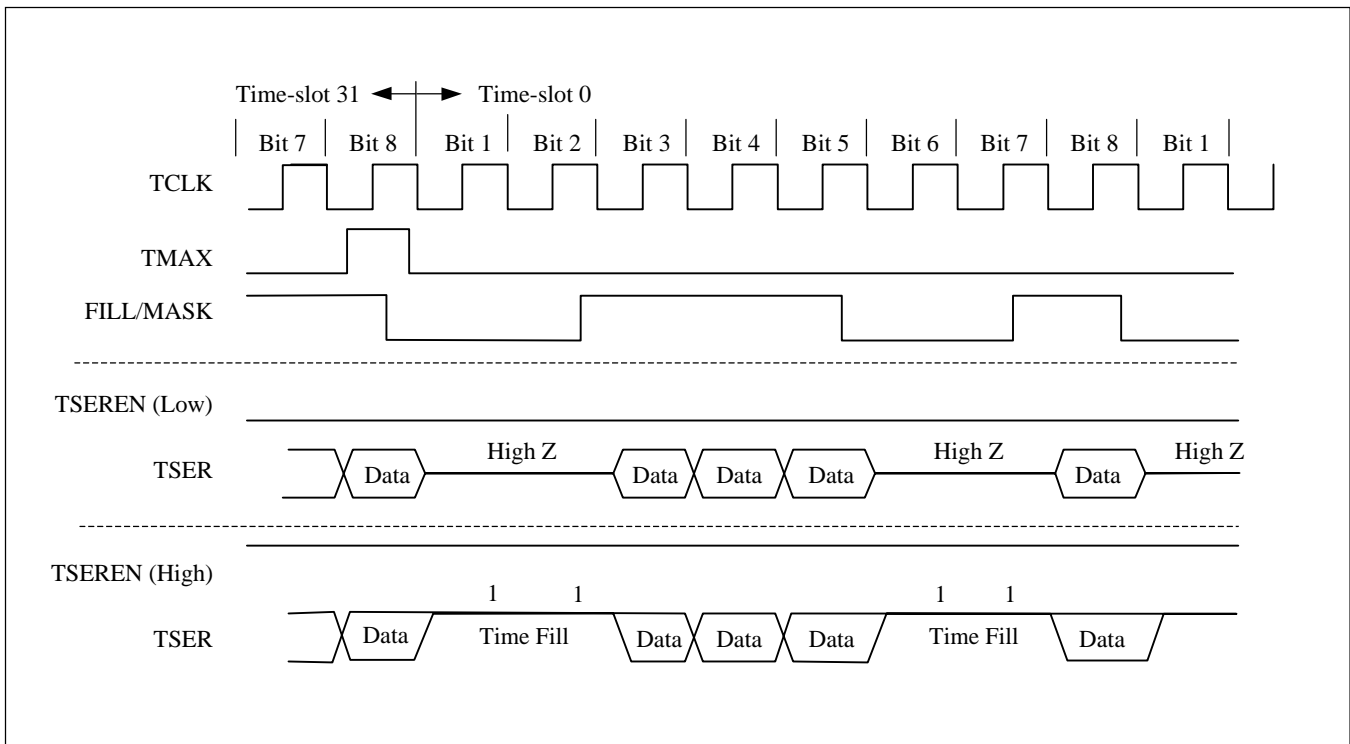 Time-slot 31 Time-slot 0
Bit 7 Bit 8 Bit 1 Bit 2 Bit 3 Bit 4 Bit 5 Bit 6 Bit 7 Bit 8 Bit 1
TCLK
TMAX
FILL/MASK
TSEREN (Low)
High Z High Z High Z
TSER Data Data Data Data Data
TSEREN (High)
1 1 1 1
TSER Data Time Fill Data Data Data Time Fill Data